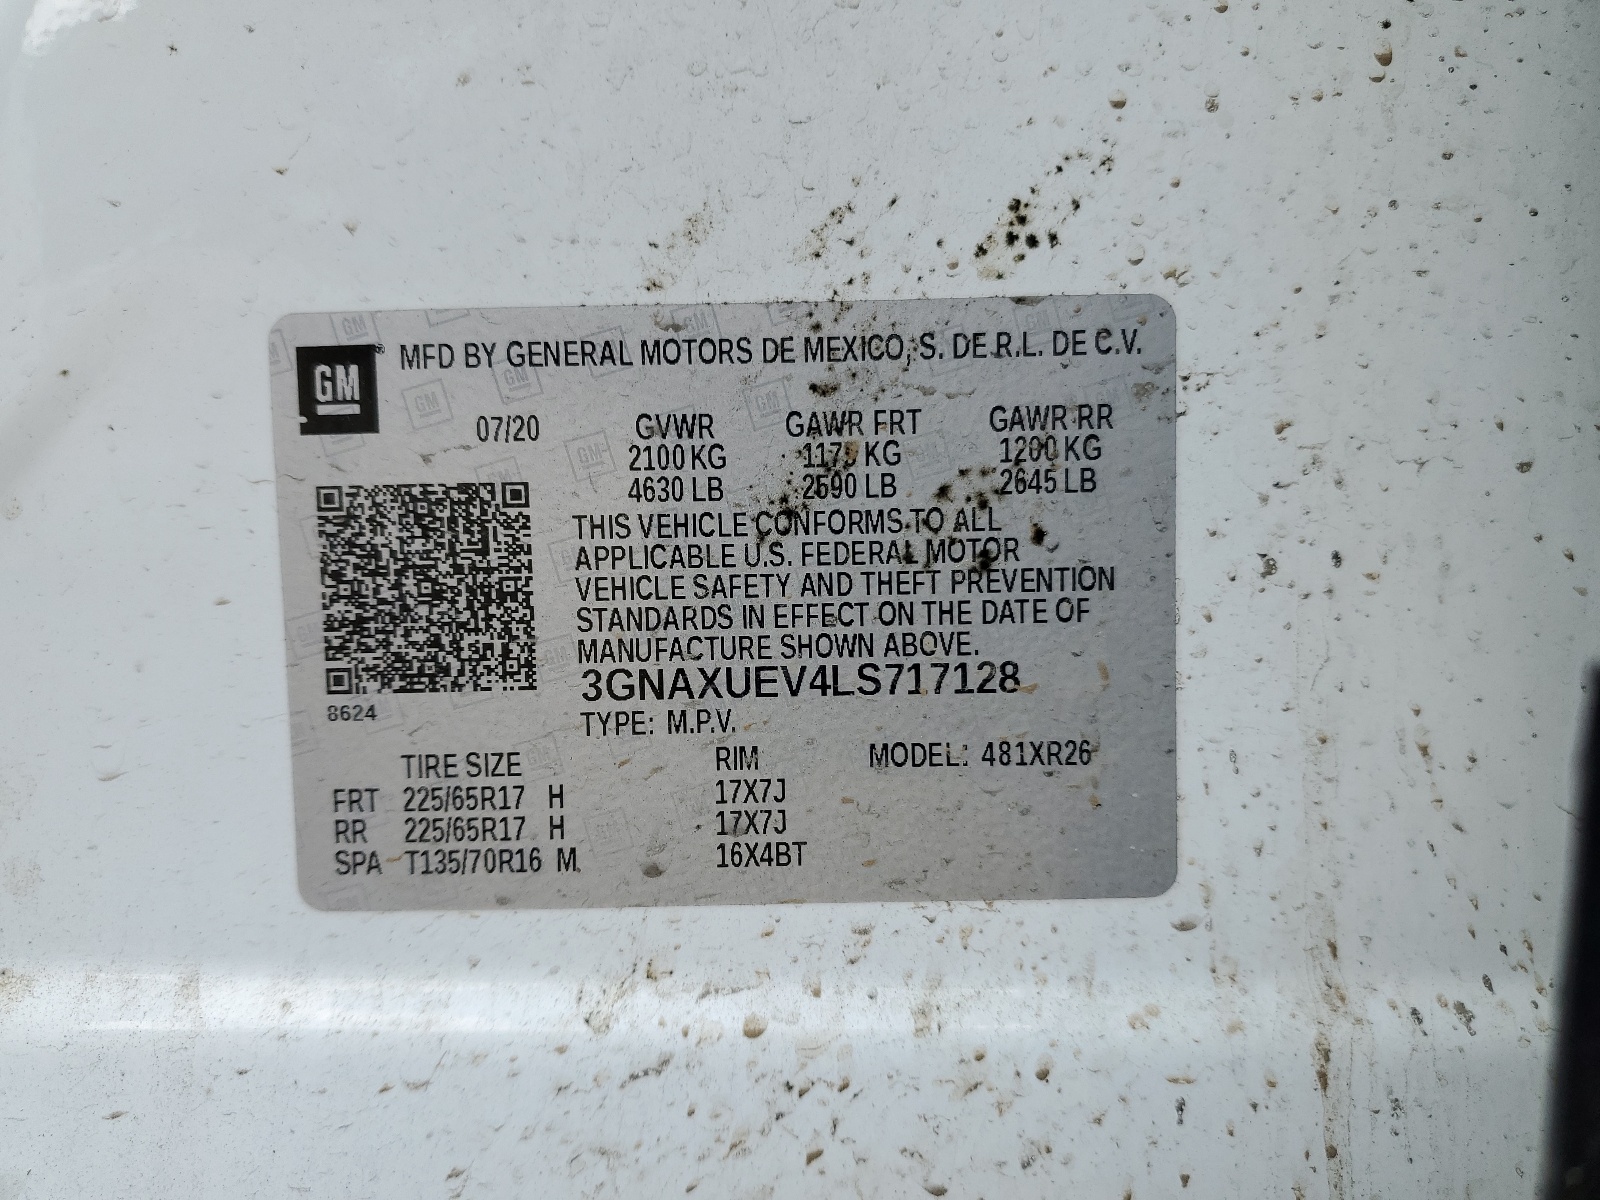 GM ® MFD BY GENERAL MOTORS DE MEXICO, S. DE R.L. DE C.V.
07/20 GVWR GAWR FRT GAWR RR
2100 KG 1175 KG 1200 KG
4630 LB 2590 LB 2645 LB
THIS VEHICLE CONFORMS TO ALL
APPLICABLE U.S. FEDERAL MOTOR
VEHICLE SAFETY AND THEFT PREVENTION
STANDARDS IN EFFECT ON THE DATE OF
MANUFACTURE SHOWN ABOVE.
3GNAXUEV4LS717128
8624
TYPE: M.P.V.
TIRE SIZE RIM MODEL: 481XR26
FRT 225/65R17 H 17X7J
RR 225/65R17 H 17X7J
SPA T135/70R16 M 16X4BT